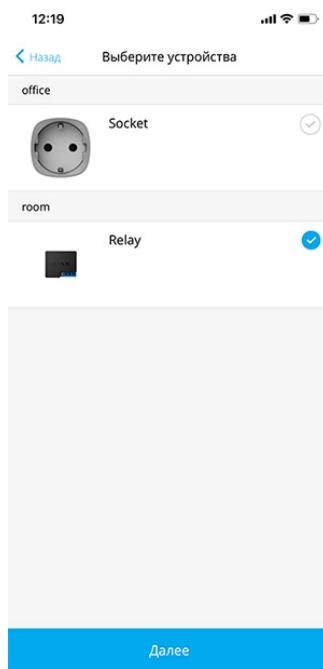 12:19
Назад
Выберите устройства
office
Socket
room
Relay
Далее